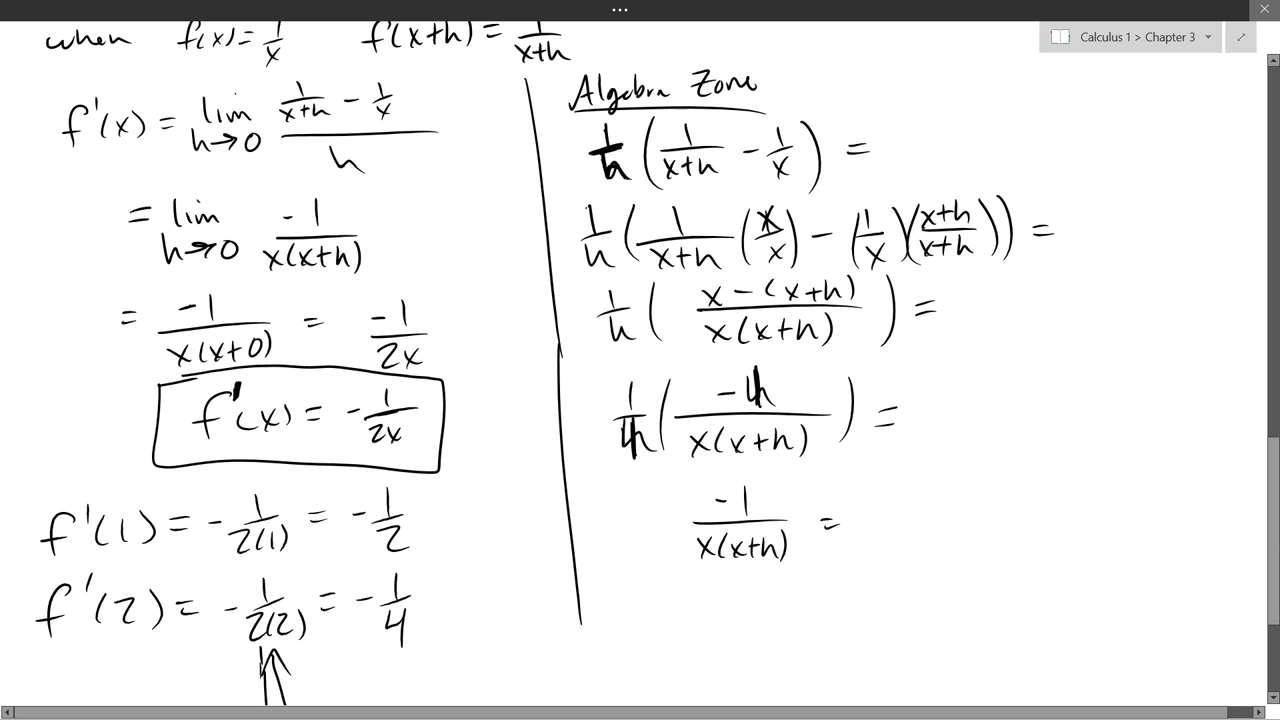 ...
Calculus 1 > Chapter 3
when f(x) = 1/x f(x+h) = 1/(x+h)
f'(x) = lim h→0 (1/(x+h) - 1/x)/h
= lim h→0 -1/(x(x+h))
= -1/(x(x+0)) = -1/(2x)
f'(x) = -1/(2x)
f'(1) = -1/(2(1)) = -1/2
f'(2) = -1/(2(2)) = -1/4
Algebra Zone
1/h (1/(x+h) - 1/x) =
1/h (1/(x+h) (x/x) - (1/x)((x+h)/(x+h))) =
1/h ((x-(x+h))/(x(x+h))) =
1/h (-h/(x(x+h))) =
-1/(x(x+h)) =